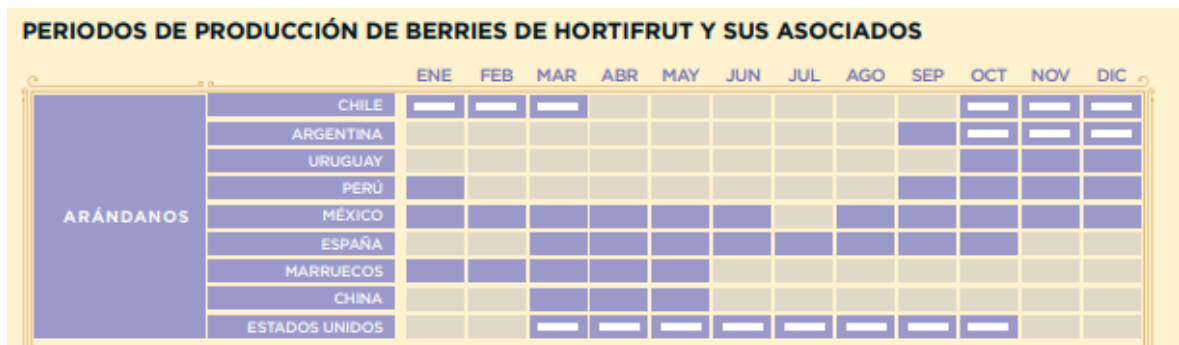 PERIODOS DE PRODUCCIÓN DE BERRIES DE HORTIFRUT Y SUS ASOCIADOS
ENE FEB MAR ABR MAY JUN JUL AGO SEP OCT NOV DIC
CHILE
ARGENTINA
URUGUAY
PERÚ
ARÁNDANOS MÉXICO
ESPAÑA
MARRUECOS
CHINA
ESTADOS UNIDOS